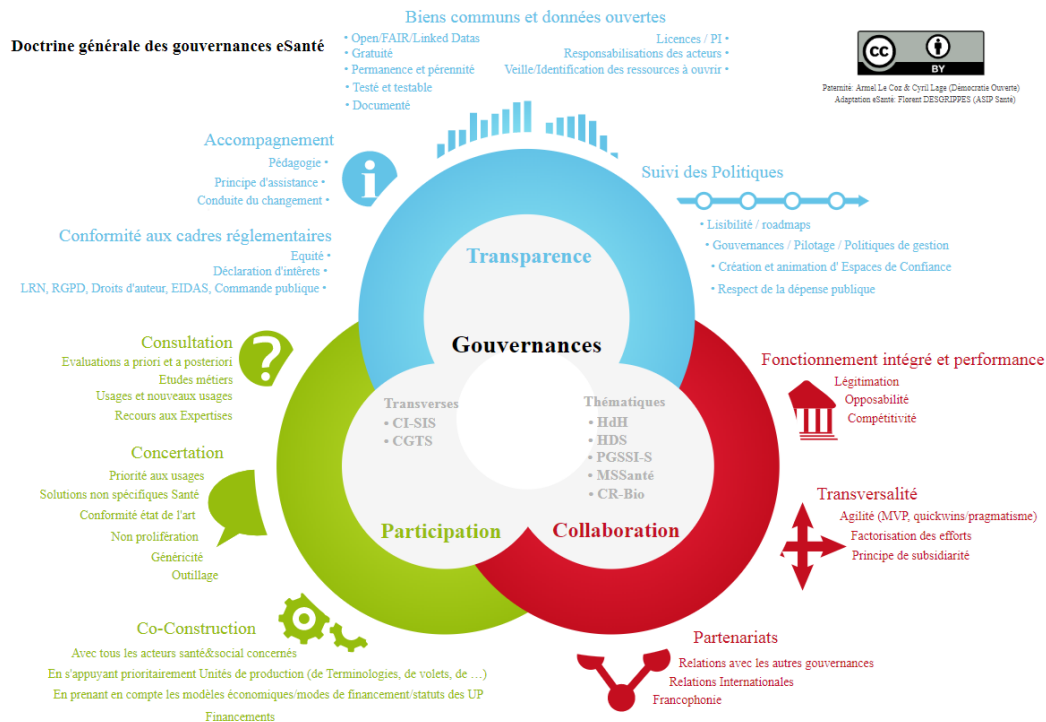 Doctrine générale des gouvernances eSanté
Biens communs et données ouvertes
• Open/FAIR/Linked Datas
• Gratuité
• Permanence et pérennité
• Testé et testable
• Documenté
Licences / PI •
Responsabilisations des acteurs •
Veille/Identification des ressources à ouvrir •
CC
BY
Paternité: Armel Le Coz & Cyril Lage (Démocratie Ouverte)
Adaptation eSanté: Florent DESGRIPPES (ASIP Santé)
Accompagnement
Pédagogie •
Principe d'assistance •
Conduite du changement •
i
Suivi des Politiques
• Lisibilité / roadmaps
• Gouvernances / Pilotage / Politiques de gestion
• Création et animation d' Espaces de Confiance
• Respect de la dépense publique
Conformité aux cadres réglementaires
Equité •
Déclaration d'intérets •
LRN, RGPD, Droits d'auteur, EIDAS, Commande publique •
Transparence
Gouvernances
Transverses
• CI-SIS
• CGTS
Thématiques
• HdH
• HDS
• PGSSI-S
• MSSanté
• CR-Bio
Participation
Collaboration
Consultation
Evaluations a priori et a posteriori
Etudes métiers
Usages et nouveaux usages
Recours aux Expertises
?
Concertation
Priorité aux usages
Solutions non spécifiques Santé
Conformité état de l'art
Non prolifération
Généricité
Outillage
Co-Construction
Avec tous les acteurs santé&social concernés
En s'appuyant prioritairement Unités de production (de Terminologies, de volets, de …)
En prenant en compte les modèles économiques/modes de financement/statuts des UP
Financements
Fonctionnement intégré et performance
Légitimation
Opposabilité
Compétitivité
Transversalité
Agilité (MVP, quickwins/pragmatisme)
Factorisation des efforts
Principe de subsidiarité
Partenariats
Relations avec les autres gouvernances
Relations Internationales
Francophonie